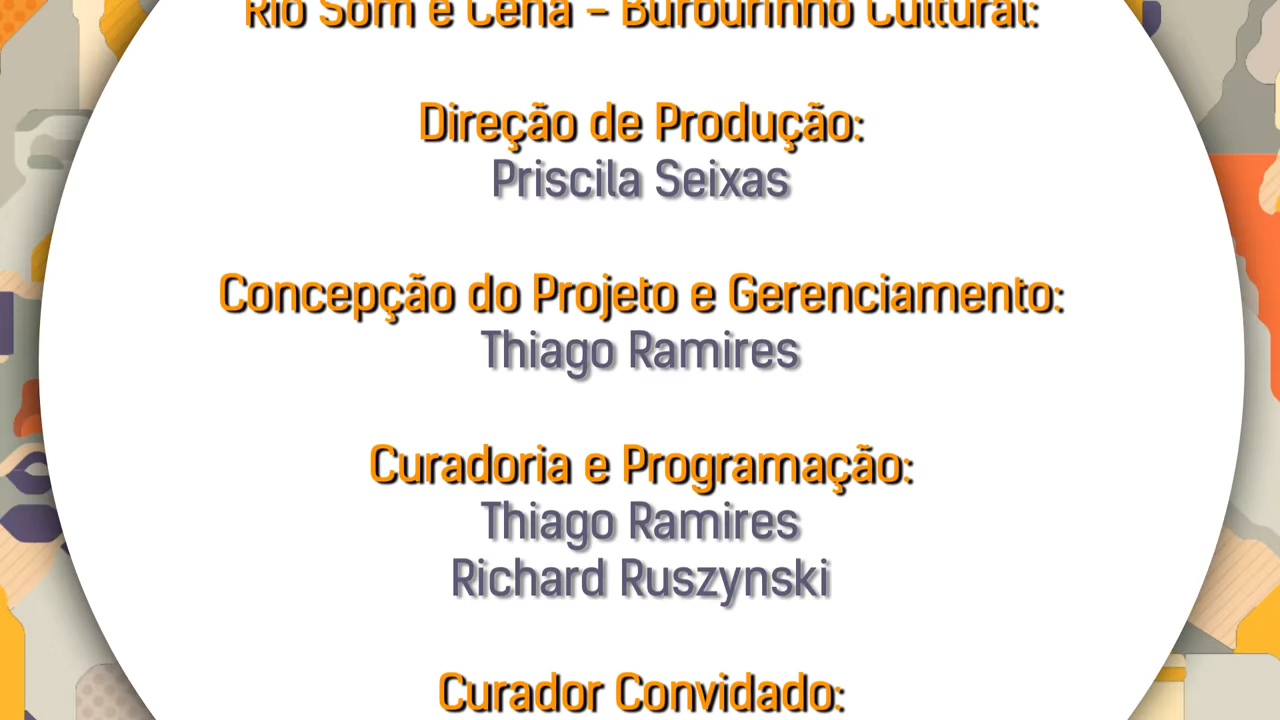 Rio Som e Cena – Burburinho Cultural:
Direção de Produção:
Priscila Seixas
Concepção do Projeto e Gerenciamento:
Thiago Ramires
Curadoria e Programação:
Thiago Ramires
Richard Ruszynski
Curador Convidado: